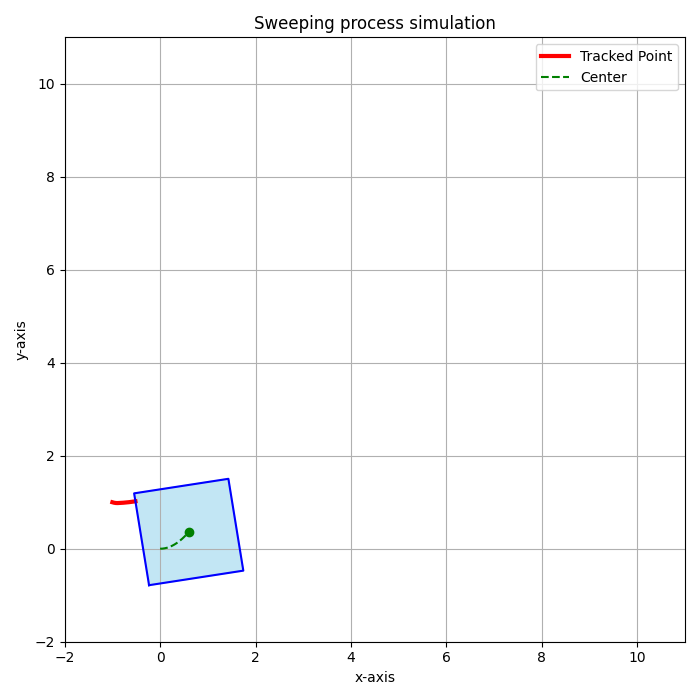 Sweeping process simulation
Tracked Point
Center
10
8
6
4
2
0
−2
−2
0
2
4
6
8
10
y-axis
x-axis